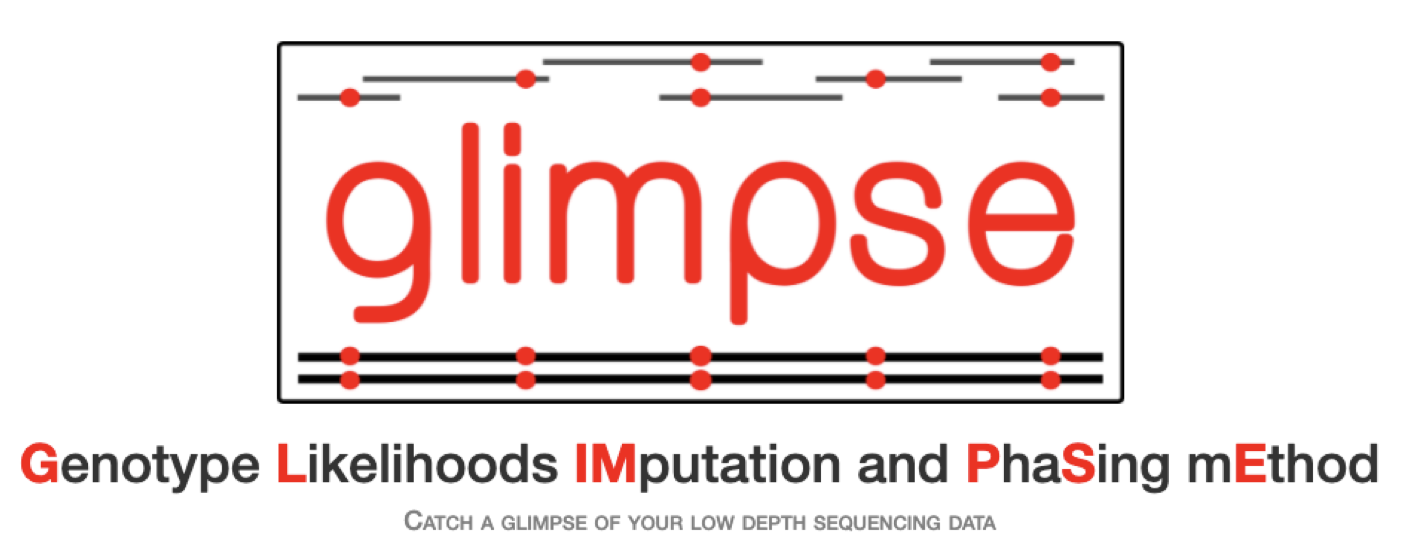 glimpse
Genotype Likelihoods IMputation and PhaSing mEthod
CATCH A GLIMPSE OF YOUR LOW DEPTH SEQUENCING DATA